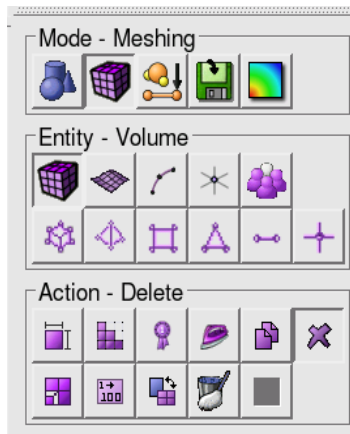 Mode - Meshing
Entity - Volume
Action - Delete
1→
100